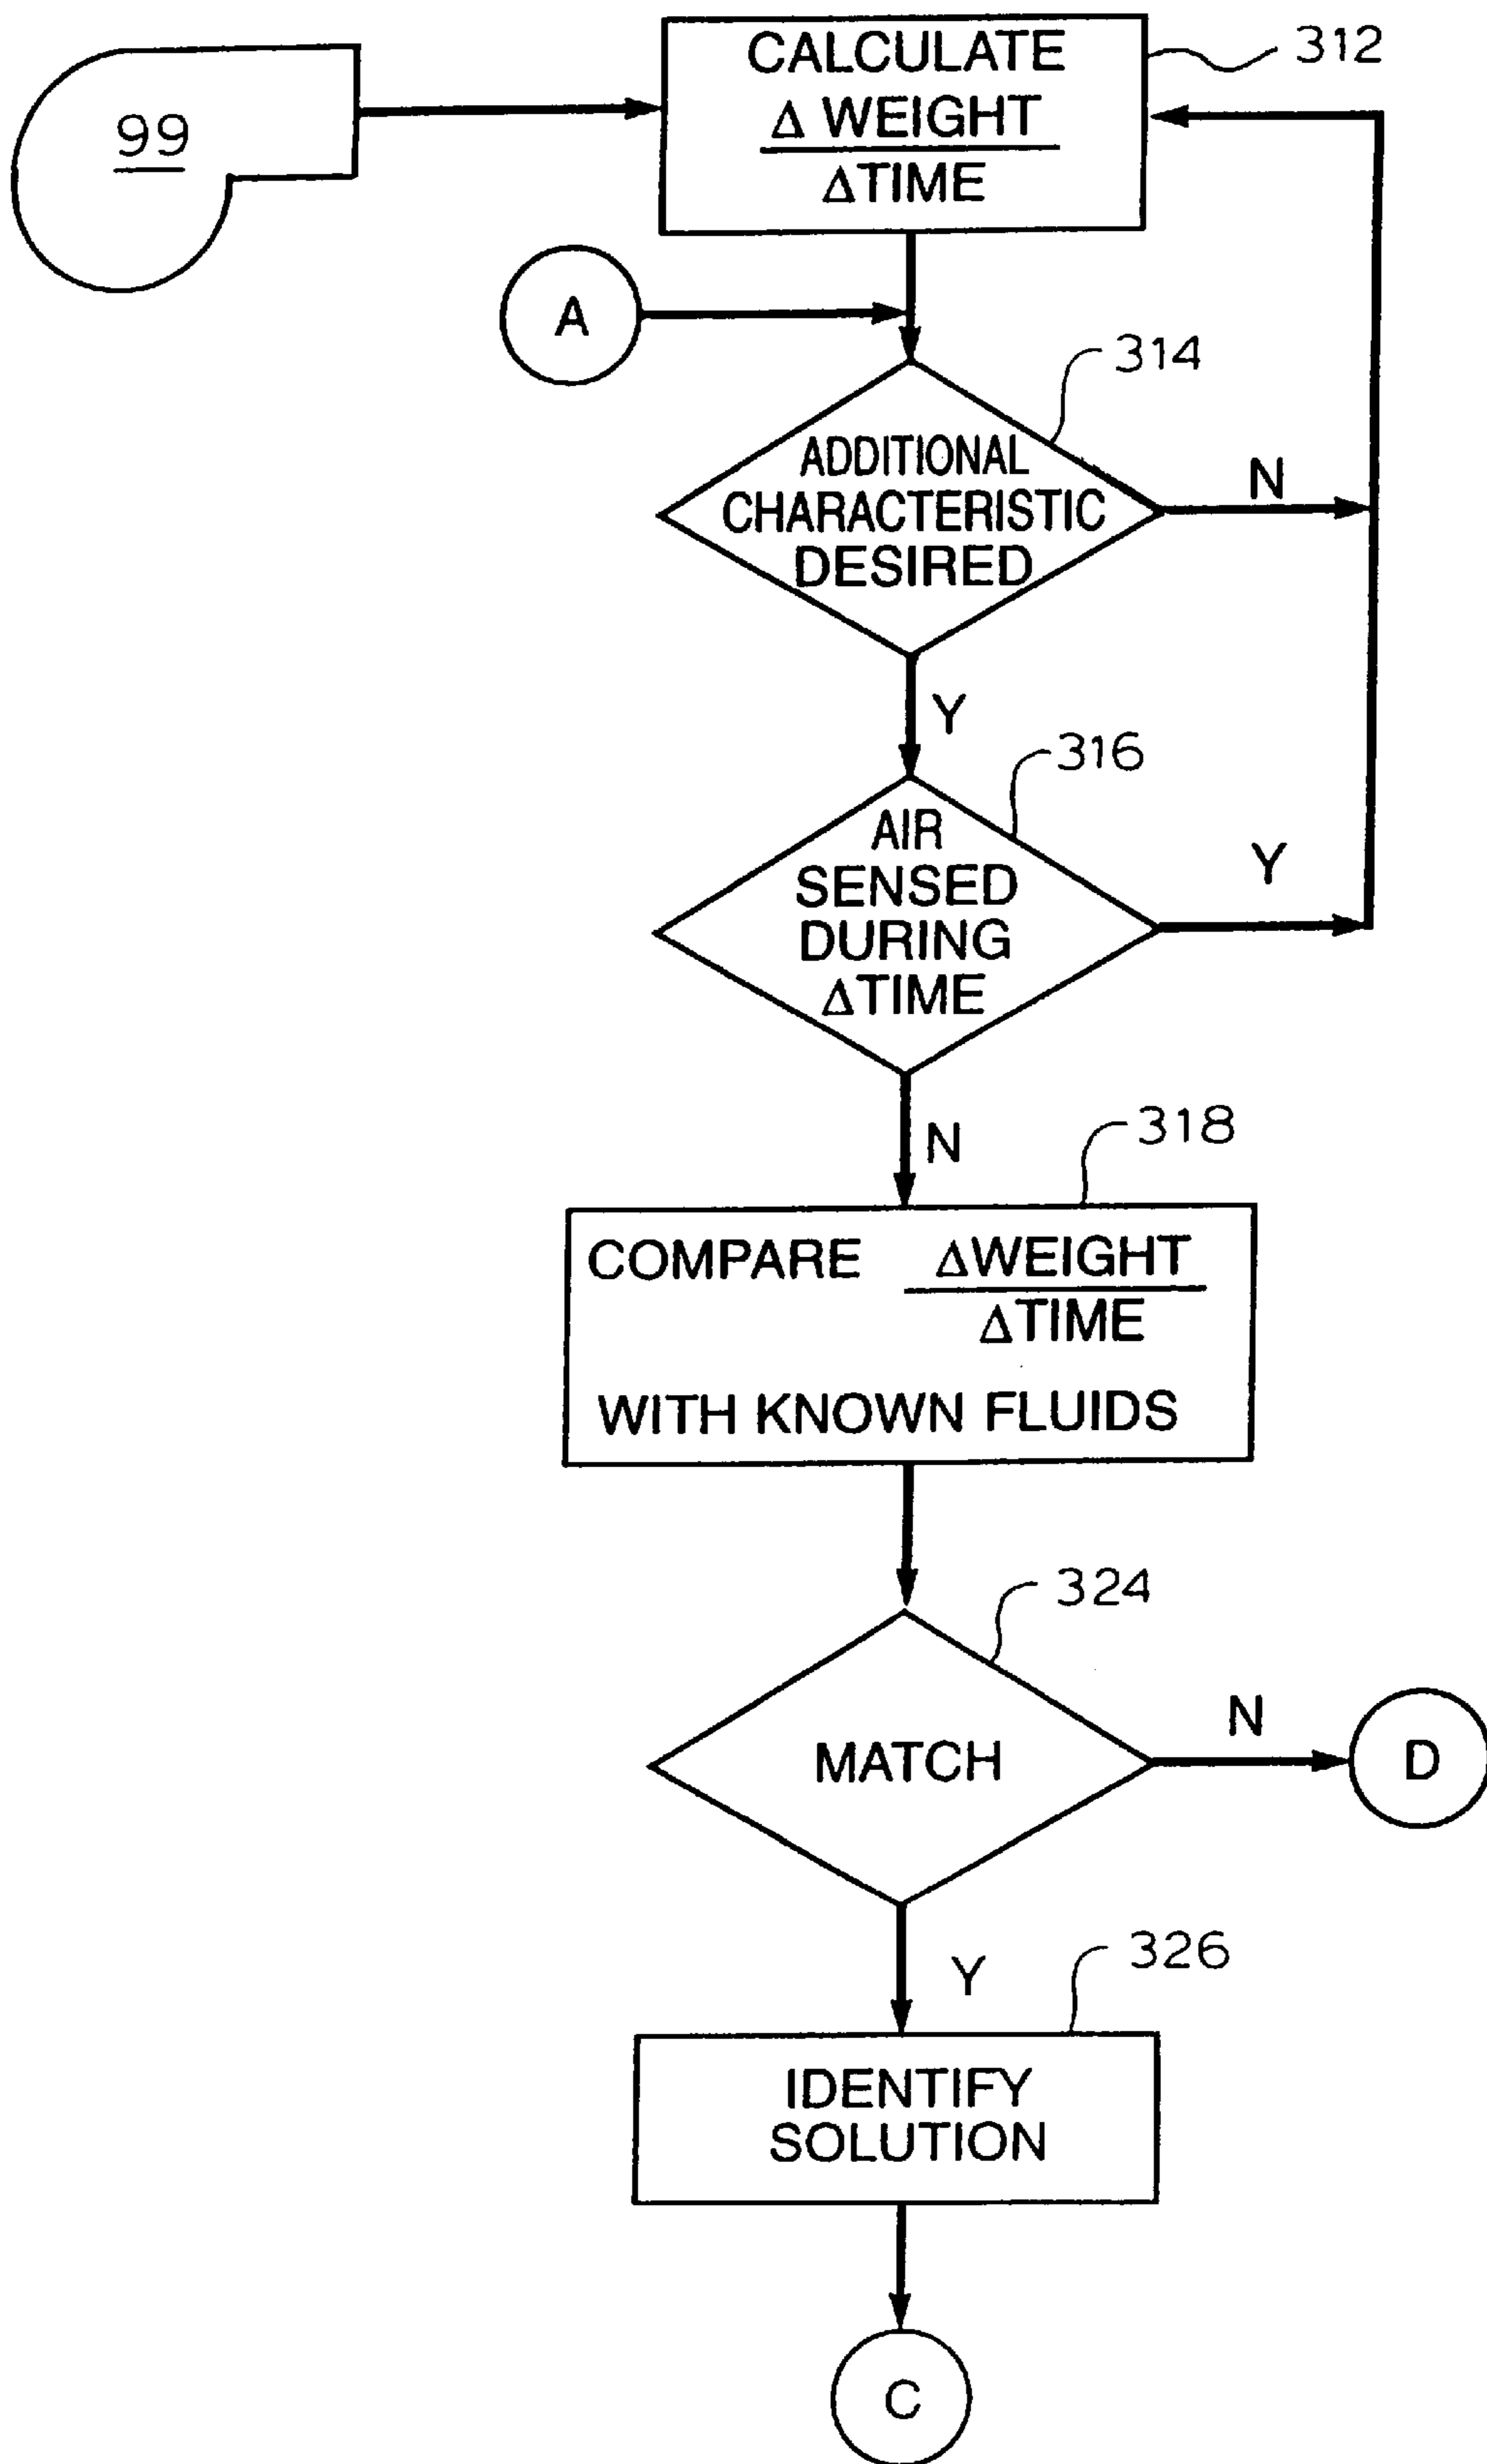 99
CALCULATE
Δ WEIGHT
ΔTIME
312
A
314
ADDITIONAL
CHARACTERISTIC
DESIRED
N
Y
316
AIR
SENSED
DURING
ΔTIME
Y
N
318
COMPARE ΔWEIGHT
ΔTIME
WITH KNOWN FLUIDS
324
MATCH
N
D
Y
326
IDENTIFY
SOLUTION
C